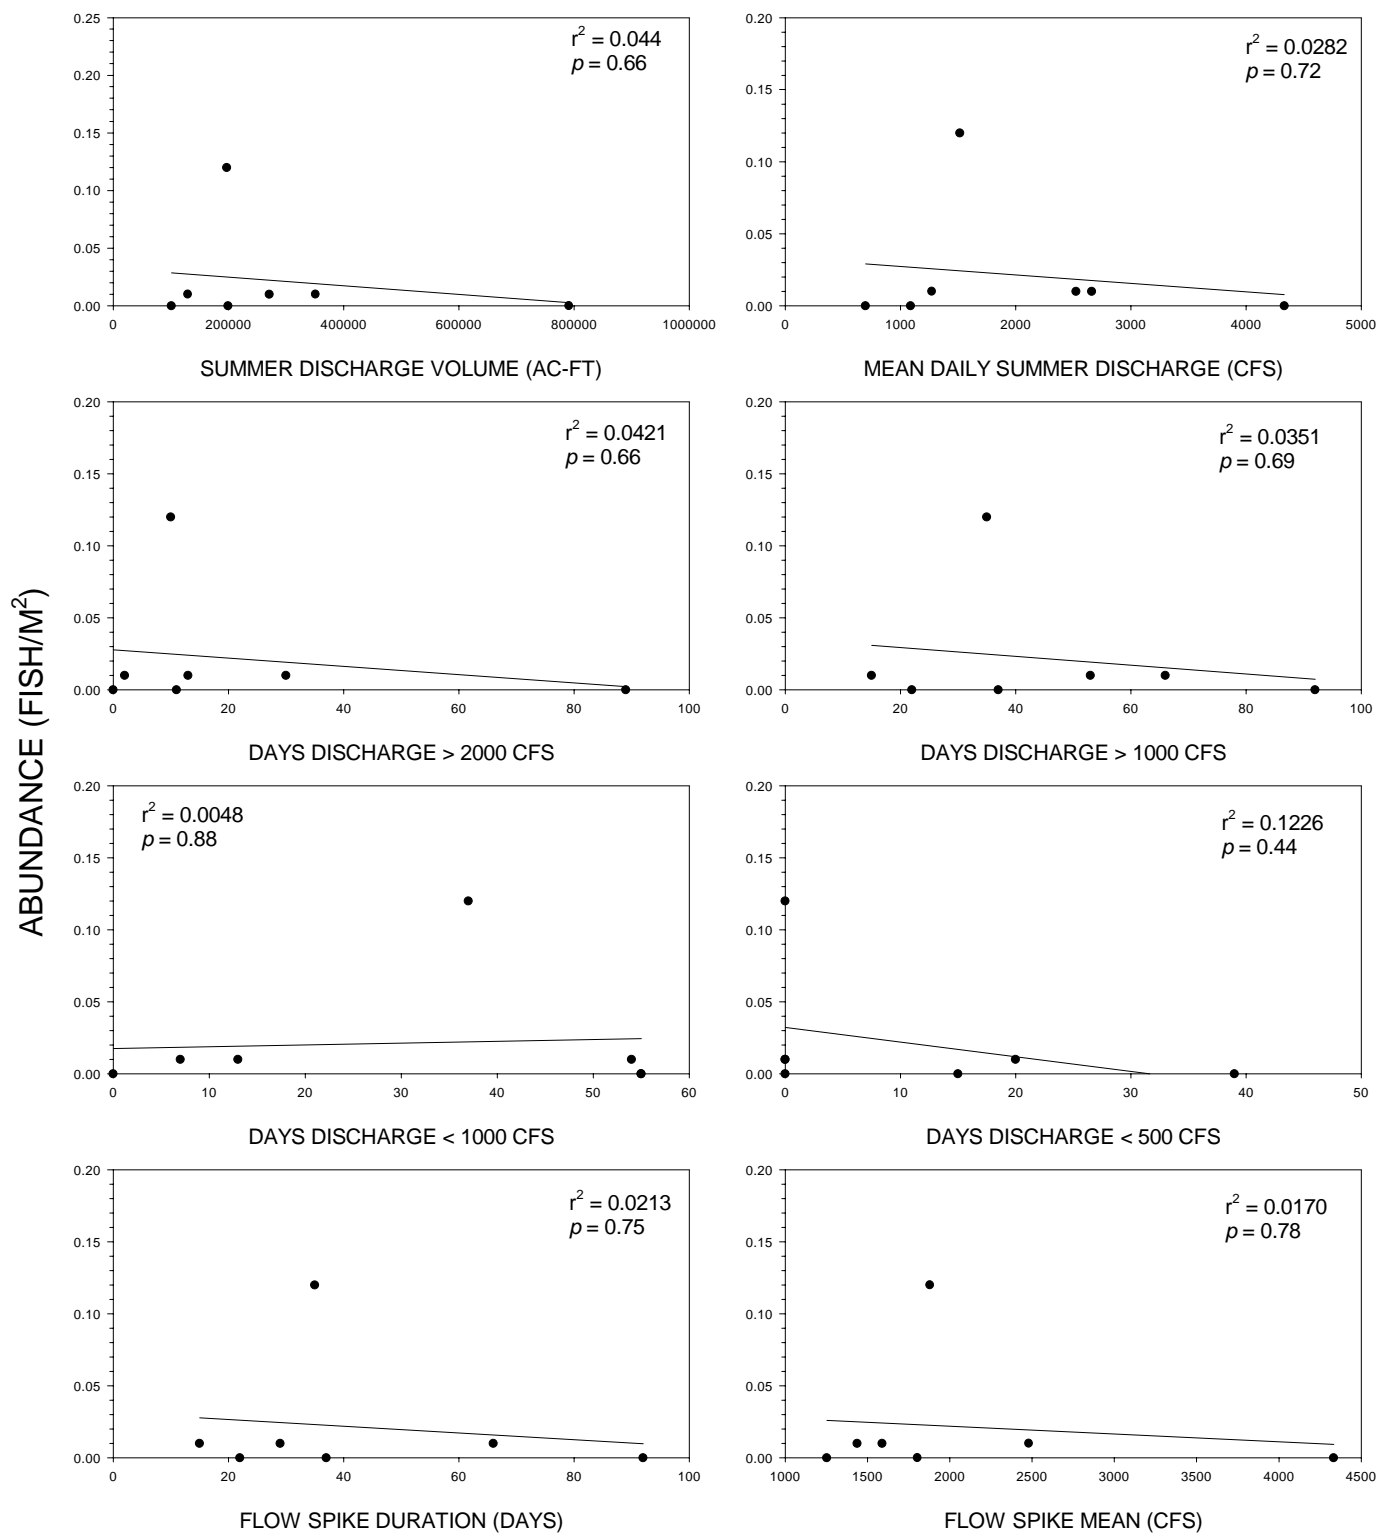 ABUNDANCE (FISH/M²)
0.25
0.20
0.15
0.10
0.05
0.00
r² = 0.044
p = 0.66
0 200000 400000 600000 800000 1000000
SUMMER DISCHARGE VOLUME (AC-FT)
0.20
0.15
0.10
0.05
0.00
r² = 0.0282
p = 0.72
0 1000 2000 3000 4000 5000
MEAN DAILY SUMMER DISCHARGE (CFS)
0.20
0.15
0.10
0.05
0.00
r² = 0.0421
p = 0.66
0 20 40 60 80 100
DAYS DISCHARGE > 2000 CFS
0.20
0.15
0.10
0.05
0.00
r² = 0.0351
p = 0.69
0 20 40 60 80 100
DAYS DISCHARGE > 1000 CFS
0.20
0.15
0.10
0.05
0.00
r² = 0.0048
p = 0.88
0 10 20 30 40 50 60
DAYS DISCHARGE < 1000 CFS
0.20
0.15
0.10
0.05
0.00
r² = 0.1226
p = 0.44
0 10 20 30 40 50
DAYS DISCHARGE < 500 CFS
0.20
0.15
0.10
0.05
0.00
r² = 0.0213
p = 0.75
0 20 40 60 80 100
FLOW SPIKE DURATION (DAYS)
0.20
0.15
0.10
0.05
0.00
r² = 0.0170
p = 0.78
1000 1500 2000 2500 3000 3500 4000 4500
FLOW SPIKE MEAN (CFS)